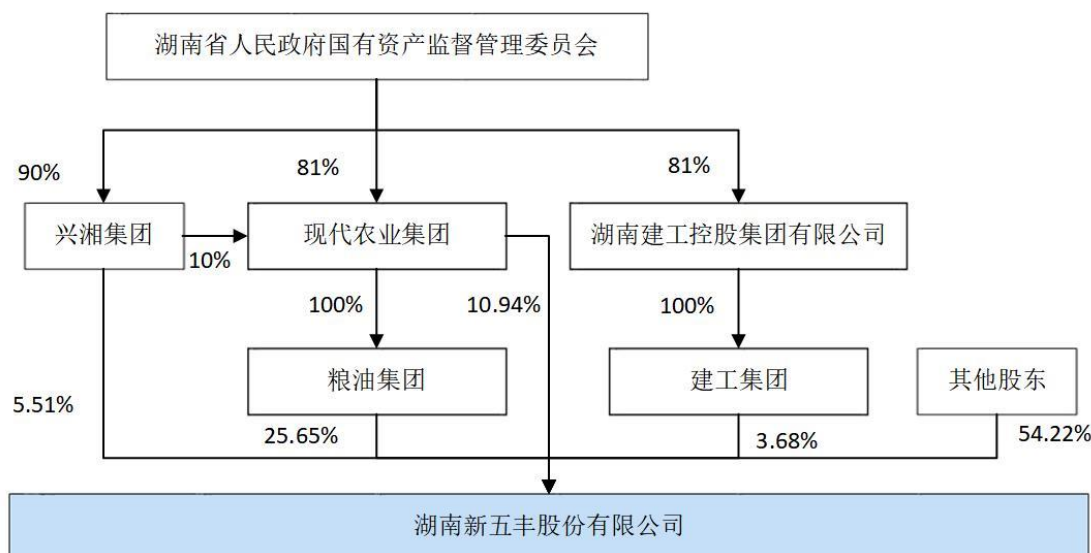 湖南省人民政府国有资产监督管理委员会
90%
81%
81%
兴湘集团
10%
现代农业集团
湖南建工控股集团有限公司
100%
10.94%
100%
粮油集团
建工集团
其他股东
5.51%
25.65%
3.68%
54.22%
湖南新五丰股份有限公司